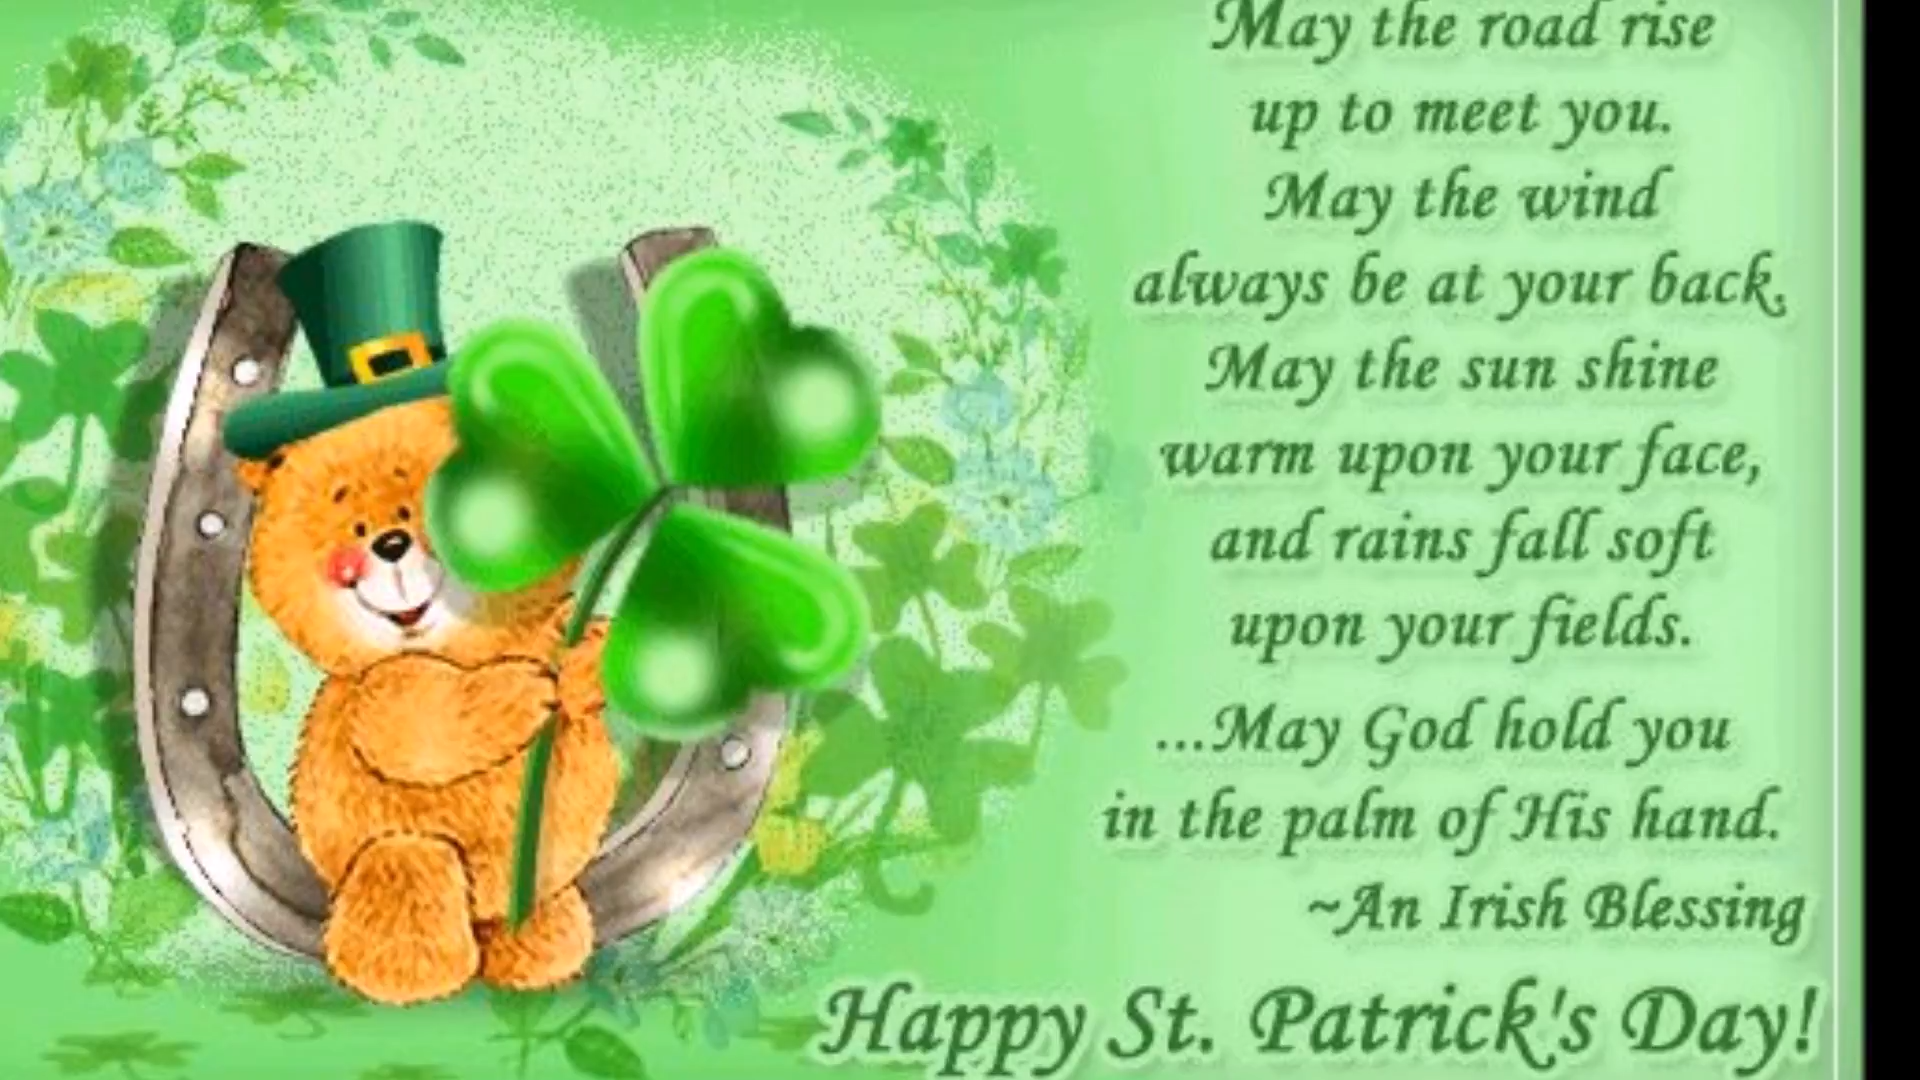 May the road rise
up to meet you.
May the wind
always be at your back.
May the sun shine
warm upon your face,
and rains fall soft
upon your fields.
...May God hold you
in the palm of His hand.
~An Irish Blessing
Happy St. Patrick's Day!